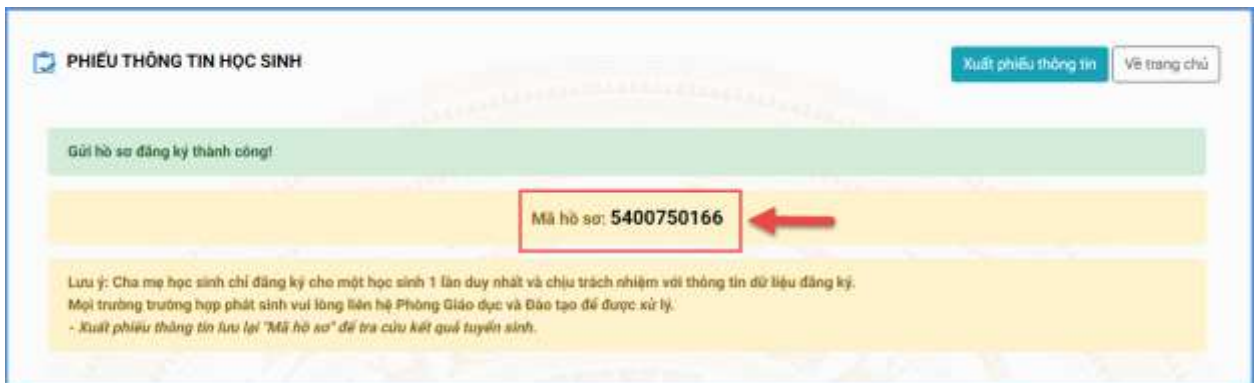 PHIẾU THÔNG TIN HỌC SINH
Xuất phiếu thông tin
Về trang chủ
Gửi hồ sơ đăng ký thành công!
Mã hồ sơ: 5400750166
Lưu ý: Cha mẹ học sinh chỉ đăng ký cho một học sinh 1 lần duy nhất và chịu trách nhiệm với thông tin dữ liệu đăng ký.
Mọi trường trường hợp phát sinh vui lòng liên hệ Phòng Giáo dục và Đào tạo để được xử lý.
- Xuất phiếu thông tin lưu lại "Mã hồ sơ" để tra cứu kết quả tuyển sinh.